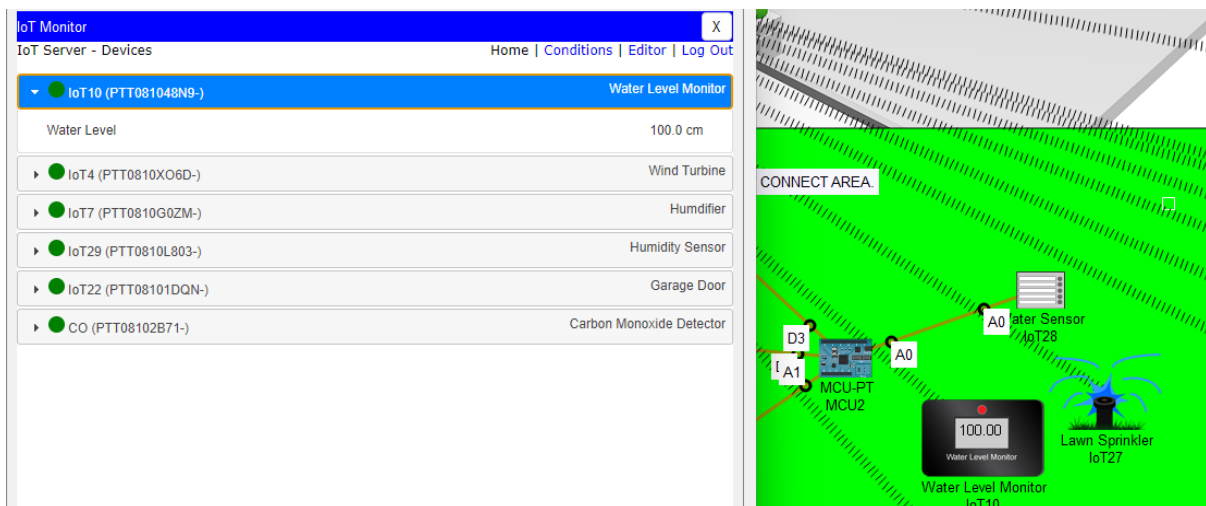 IoT Monitor
X
IoT Server - Devices
Home | Conditions | Editor | Log Out
IoT10 (PTT081048N9-)
Water Level Monitor
Water Level
100.0 cm
IoT4 (PTT0810XO6D-)
Wind Turbine
IoT7 (PTT0810G0ZM-)
Humdifier
IoT29 (PTT0810L803-)
Humidity Sensor
IoT22 (PTT08101DQN-)
Garage Door
CO (PTT08102B71-)
Carbon Monoxide Detector
CONNECT AREA.
A0
ater Sensor
IoT28
D3
A0
A1
MCU-PT
MCU2
100.00
Water Level Monitor
Lawn Sprinkler
IoT27
Water Level Monitor
IoT10